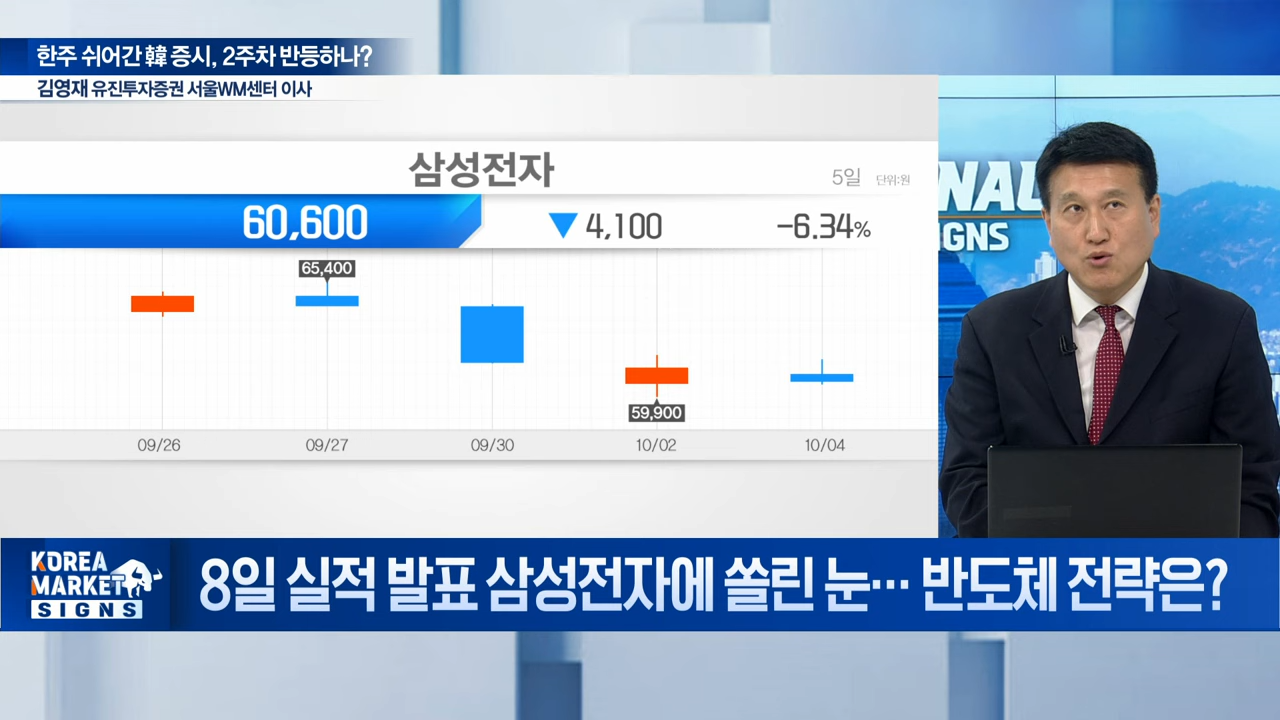 한주 쉬어간 韓 증시, 2주차 반등하나?
김영재 유진투자증권 서울WM센터 이사
삼성전자
5일 단위:원
60,600 ▼ 4,100 -6.34%
65,400
59,900
09/26 09/27 09/30 10/02 10/04
NAL
GNS
KOREA
MARKET
SIGNS
8일 실적 발표 삼성전자에 쏠린 눈… 반도체 전략은?